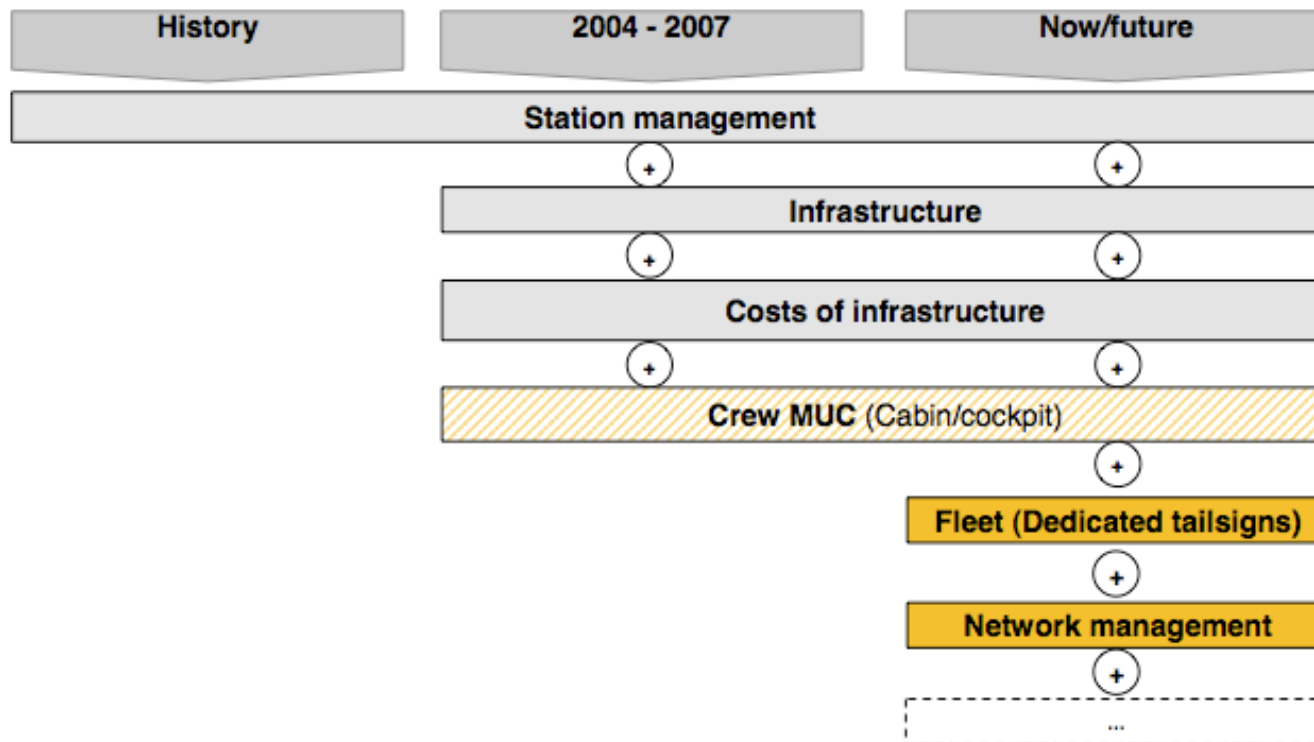 History
2004 - 2007
Now/future
Station management
+
+
Infrastructure
+
+
Costs of infrastructure
+
+
Crew MUC (Cabin/cockpit)
+
Fleet (Dedicated tailsigns)
+
Network management
+
...